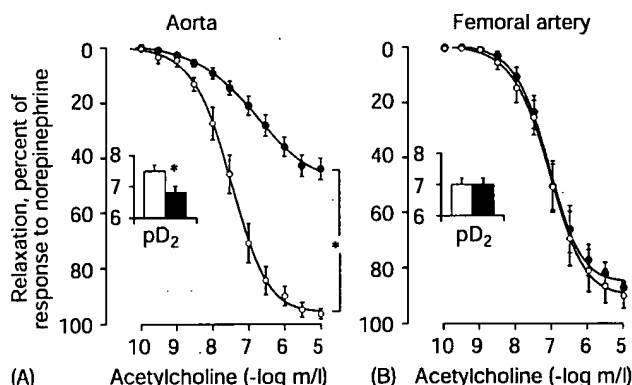 Aorta
Femoral artery
Relaxation, percent of
response to norepinephrine
0
20
40
60
80
100
8
7
6
*
pD2
*
10 9 8 7 6 5
(A) Acetylcholine (-log m/l)
0
20
40
60
80
100
8
7
6
pD2
10 9 8 7 6 5
(B) Acetylcholine (-log m/l)